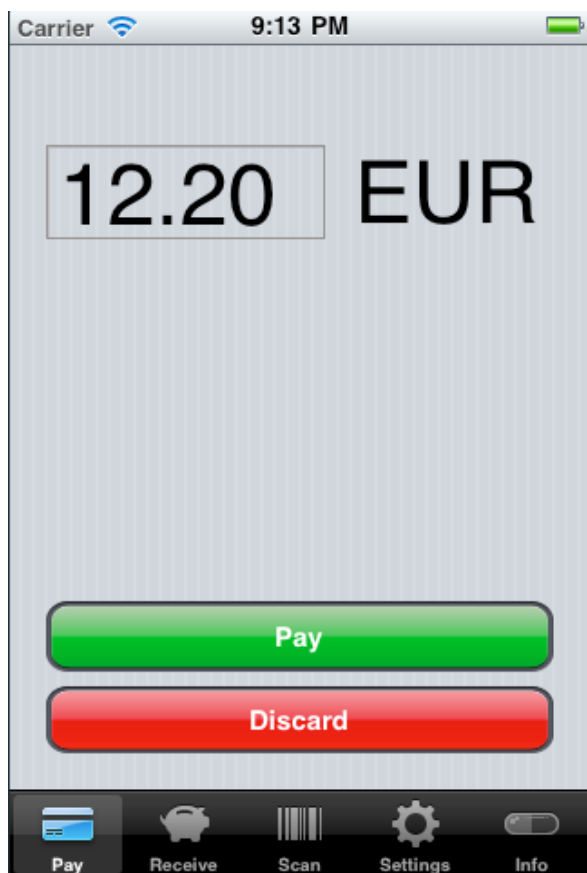 Carrier 9:13 PM
12.20 EUR
Pay
Discard
Pay Receive Scan Settings Info